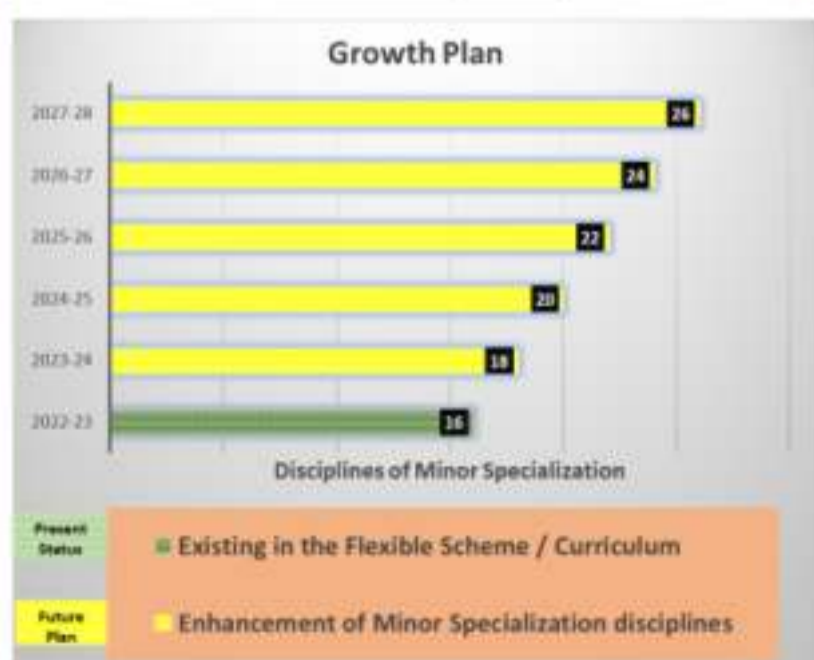 Growth Plan
2027-28
26
2026-27
24
2025-26
22
2024-25
20
2023-24
18
2022-23
16
Disciplines of Minor Specialization
Present
Status
Existing in the Flexible Scheme / Curriculum
Future
Plan
Enhancement of Minor Specialization disciplines